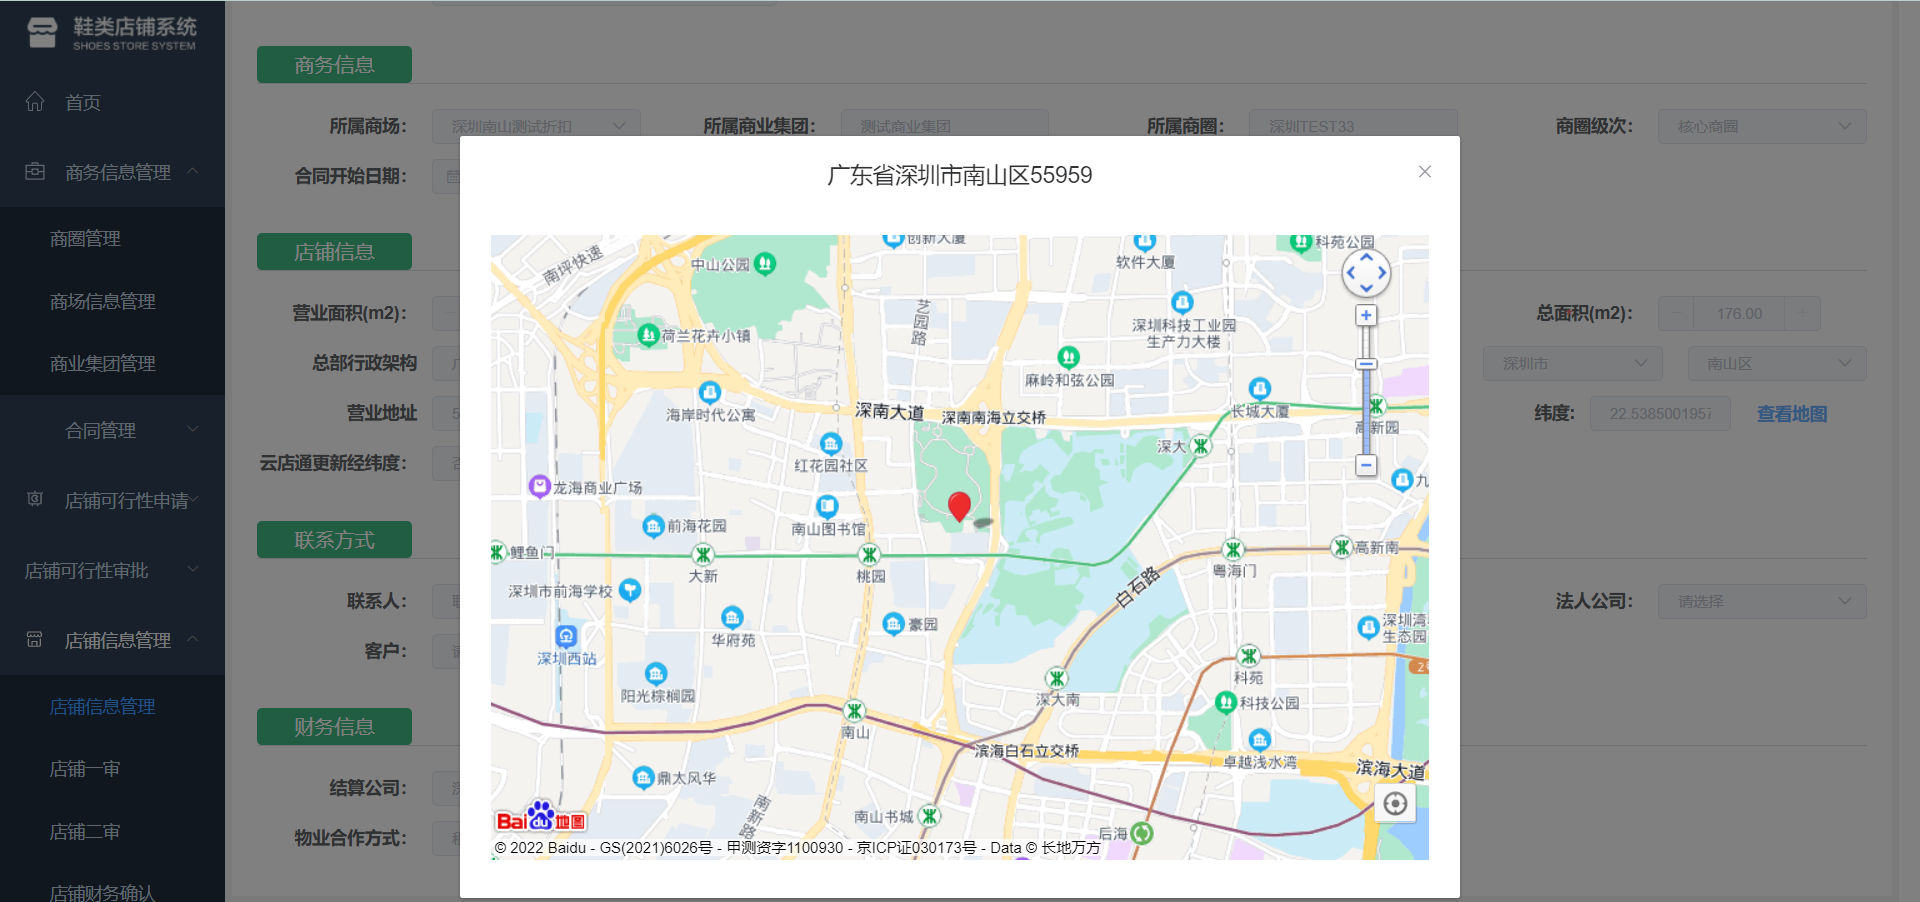 鞋类店铺系统
SHOES STORE SYSTEM
首页
商务信息管理
商圈管理
商场信息管理
商业集团管理
合同管理
店铺可行性申请
店铺可行性审批
店铺信息管理
店铺信息管理
店铺一审
店铺二审
店铺财务确认
商务信息
所属商场: 深圳南山测试折扣 所属商业集团: 测试商业集团 所属商圈: 深圳TEST33 商圈级次: 核心商圈
合同开始日期:
店铺信息
营业面积(m2): 总面积(m2): 176.00
总部行政架构 深圳市 南山区
营业地址 纬度: 22.5385001957 查看地图
云店通更新经纬度:
联系方式
联系人: 法人公司: 请选择
客户:
财务信息
结算公司:
物业合作方式:
广东省深圳市南山区55959
创新大厦
科苑公园
南坪快速
中山公园
软件大厦
艺园路
荷兰花卉小镇
深圳科技工业园
生产力大楼
麻岭和弦公园
海岸时代公寓
深南大道
深南南海立交桥
长城大厦
高新园
深大
红花园社区
龙海商业广场
九
前海花园
南山图书馆
鲤鱼门
大新
桃园
粤海门
高新南
白石路
深圳市前海学校
华府苑
豪园
深圳湾
生态园
深圳西站
阳光棕榈园
深大南
科苑
科技公园
南山
滨海白石立交桥
卓越浅水湾
滨海大道
鼎太风华
南新路
南山书城
后海
Bai du 地图
© 2022 Baidu - GS(2021)6026号 - 甲测资字1100930 - 京ICP证030173号 - Data © 长地万方